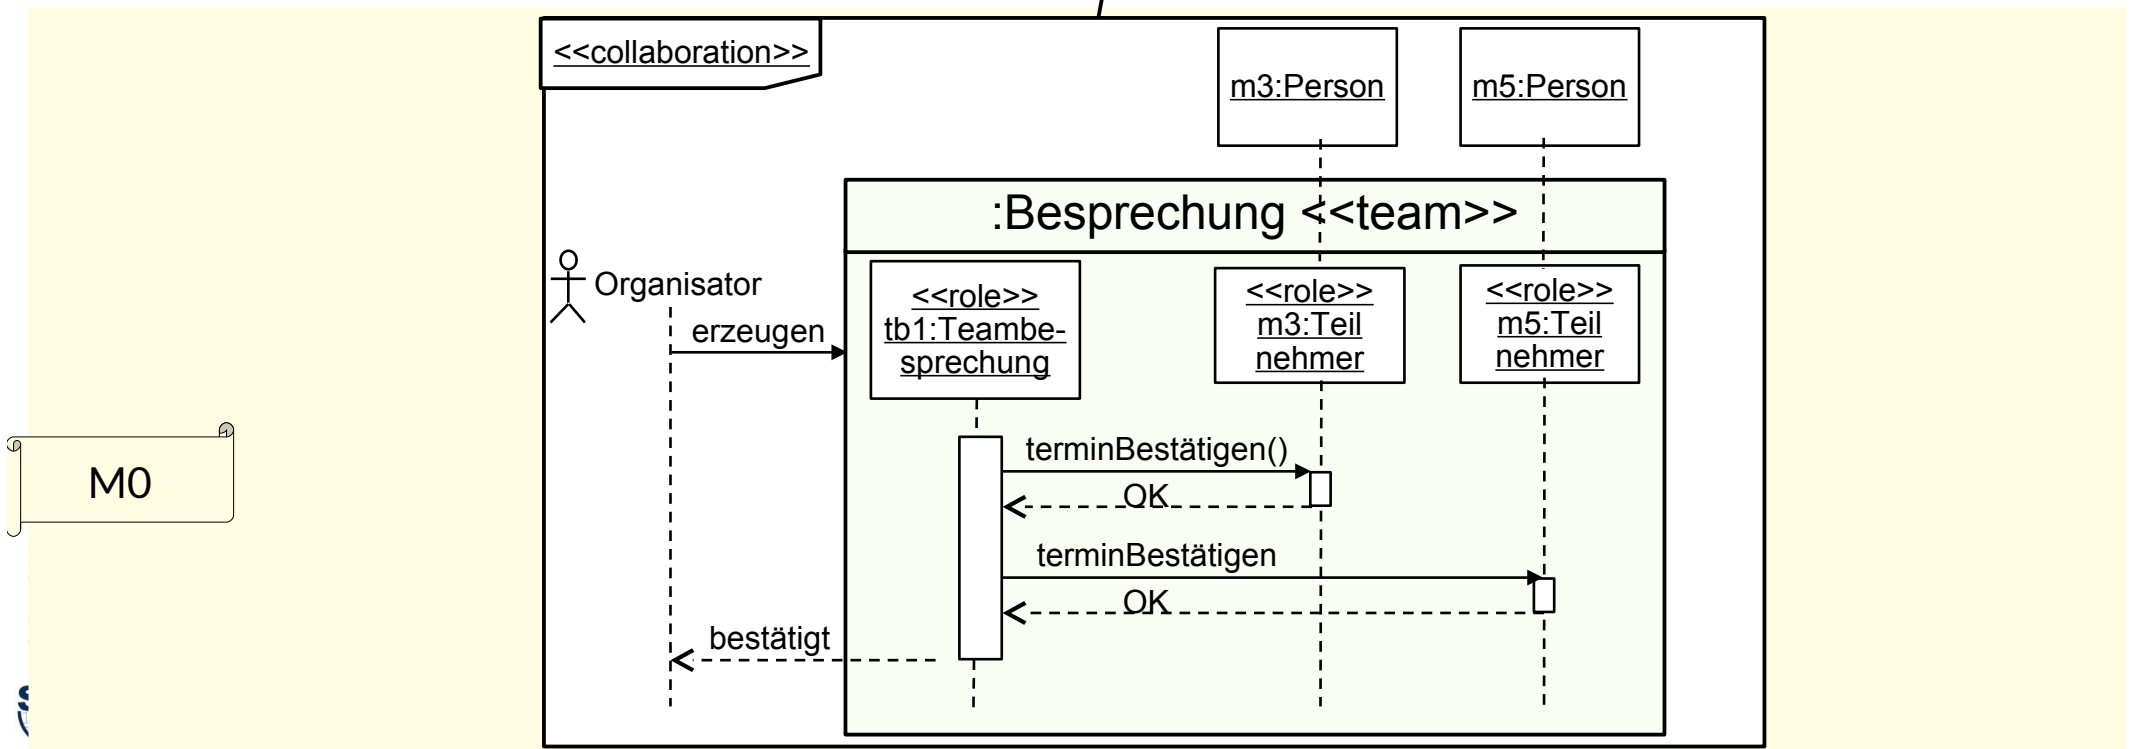 <<collaboration>>
m3:Person
m5:Person
:Besprechung <<team>>
Organisator
<<role>>
tb1:Teambe-
sprechung
<<role>>
m3:Teil
nehmer
<<role>>
m5:Teil
nehmer
erzeugen
terminBestätigen()
OK
M0
terminBestätigen
OK
bestätigt